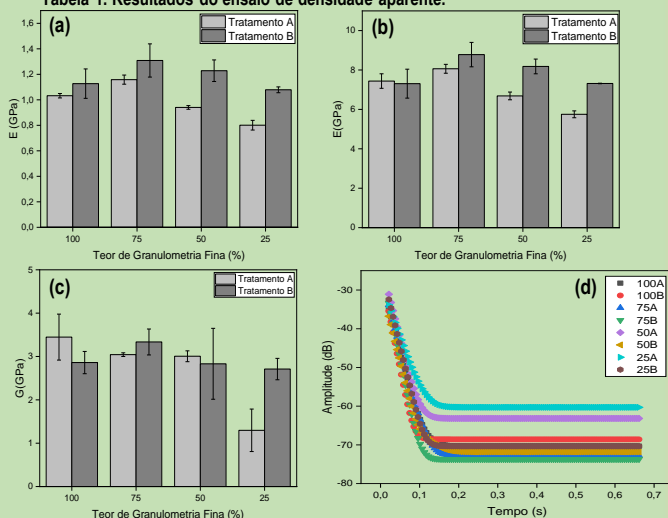 Tabela 1. Resultados do ensaio de densidade aparente.
(a)
Tratamento A
Tratamento B
E (GPa)
1,6
1,4
1,2
1,0
0,8
0,6
0,4
0,2
0,0
100 75 50 25
Teor de Granulometria Fina (%)
(b)
Tratamento A
Tratamento B
E(GPa)
10
8
6
4
2
0
100 75 50 25
Teor de Granulometria Fina (%)
(c)
Tratamento A
Tratamento B
G(GPa)
5
4
3
2
1
0
100 75 50 25
Teor de Granulometria Fina (%)
(d)
100A
100B
75A
75B
50A
50B
25A
25B
Amplitude (dB)
-30
-40
-50
-60
-70
-80
0,0 0,1 0,2 0,3 0,4 0,5 0,6 0,7
Tempo (s)